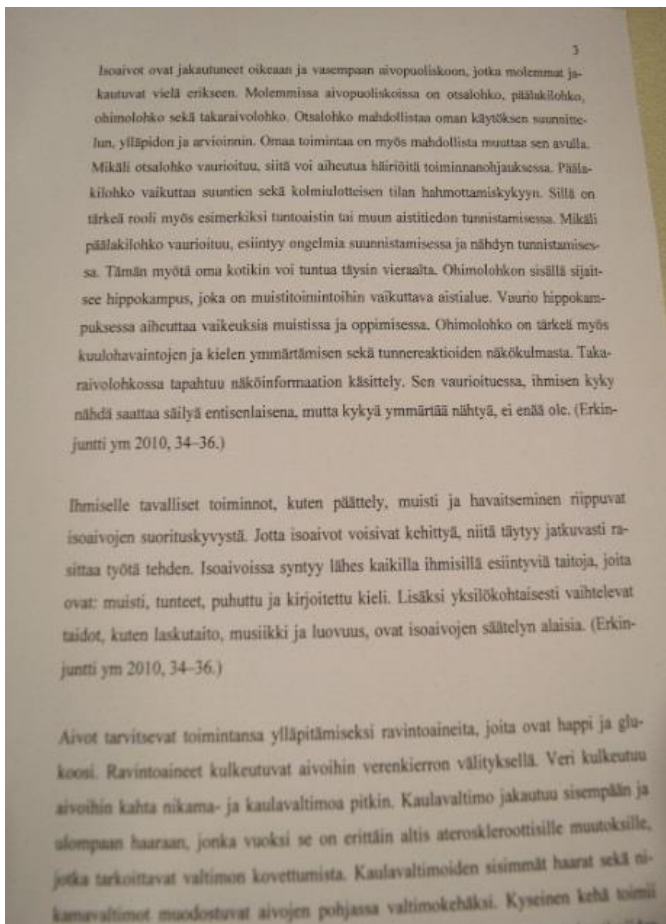 3
Isoaivot ovat jakautuneet oikeaan ja vasempaan aivopuoliskoon, jotka molemmat ja-
kautuvat vielä erikseen. Molemmissa aivopuoliskoissa on otsalohko, päälakilohko,
ohimolohko sekä takaraivolohko. Otsalohko mahdollistaa oman käytöksen suunnitte-
lun, ylläpidon ja arvioinnin. Omaa toimintaa on myös mahdollista muuttaa sen avulla.
Mikäli otsalohko vaurioituu, siitä voi aiheutua häiriöitä toiminnanohjauksessa. Pääla-
kilohko vaikuttaa suuntien sekä kolmiulotteisen tilan hahmottamiskykyyn. Sillä on
tärkeä rooli myös esimerkiksi tuntoaistin tai muun aistitiedon tunnistamisessa. Mikäli
päälakilohko vaurioituu, esiintyy ongelmia suunnistamisessa ja nähdyn tunnistamises-
sa. Tämän myötä oma kotikin voi tuntua täysin vieraalta. Ohimolohkon sisällä sijait-
see hippokampus, joka on muistitoimintoihin vaikuttava aistialue. Vaurio hippokam-
puksessa aiheuttaa vaikeuksia muistissa ja oppimisessa. Ohimolohko on tärkeä myös
kuulohavaintojen ja kielen ymmärtämisen sekä tunnereaktioiden näkökulmasta. Taka-
raivolohkossa tapahtuu näköinformaation käsittely. Sen vaurioituessa, ihmisen kyky
nähdä saattaa säilyä entisenlaisena, mutta kykyä ymmärtää nähtyä, ei enää ole. (Erkin-
juntti ym 2010, 34–36.)
Ihmiselle tavalliset toiminnot, kuten päättely, muisti ja havaitseminen riippuvat
isoaivojen suorituskyvystä. Jotta isoaivot voisivat kehittyä, niitä täytyy jatkuvasti ra-
sittaa työtä tehden. Isoaivoissa syntyy lähes kaikilla ihmisillä esiintyviä taitoja, joita
ovat: muisti, tunteet, puhuttu ja kirjoitettu kieli. Lisäksi yksilökohtaisesti vaihtelevat
taidot, kuten laskutaito, musiikki ja luovuus, ovat isoaivojen säätelyn alaisia. (Erkin-
juntti ym 2010, 34–36.)
Aivot tarvitsevat toimintansa ylläpitämiseksi ravintoaineita, joita ovat happi ja glu-
koosi. Ravintoaineet kulkeutuvat aivoihin verenkierron välityksellä. Veri kulkeutuu
aivoihin kahta nikama- ja kaulavaltimoa pitkin. Kaulavaltimo jakautuu sisempään ja
ulompaan haaraan, jonka vuoksi se on erittäin altis ateroskleroottisille muutoksille,
jotka tarkoittavat valtimon kovettumista. Kaulavaltimoiden sisimmät haarat sekä ni-
kamavaltimot muodostuvat aivojen pohjassa valtimokehäksi. Kyseinen kehä toimii